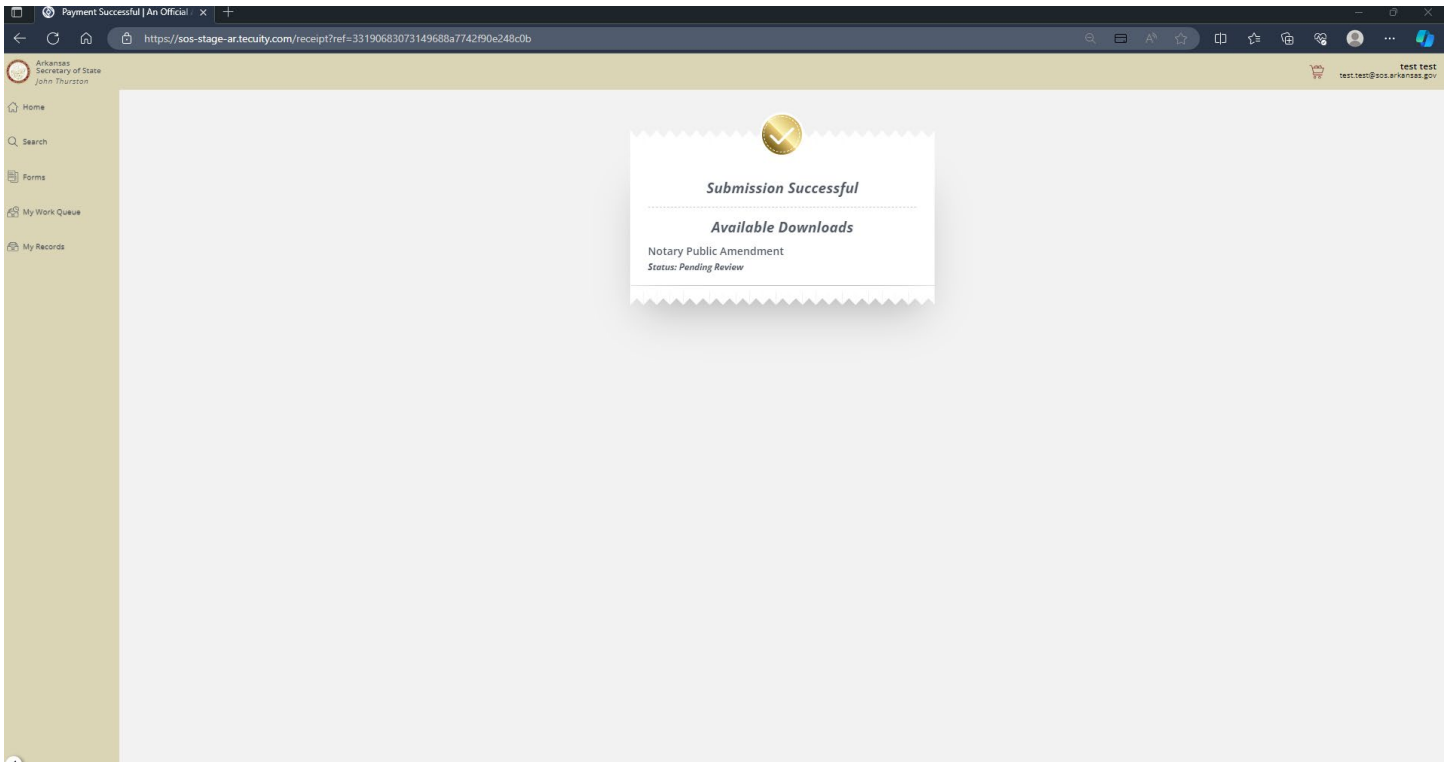 Payment Successful | An Official
https://sos-stage-ar.tecuity.com/receipt?ref=33190683073149688a7742f90e248c0b
Arkansas
Secretary of State
John Thurston
test test
test.test@sos.arkansas.gov
Home
Search
Forms
My Work Queue
My Records
Submission Successful
Available Downloads
Notary Public Amendment
Status: Pending Review